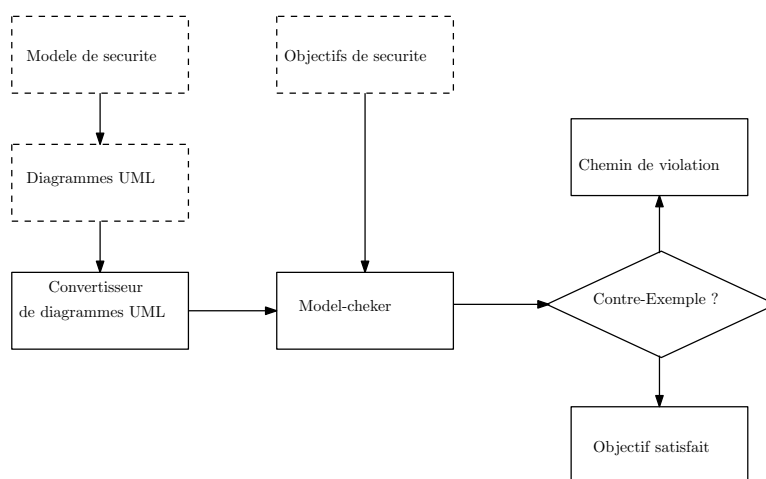 Modele de securite
Objectifs de securite
Chemin de violation
Diagrammes UML
Convertisseur
de diagrammes UML
Model-cheker
Contre-Exemple ?
Objectif satisfait